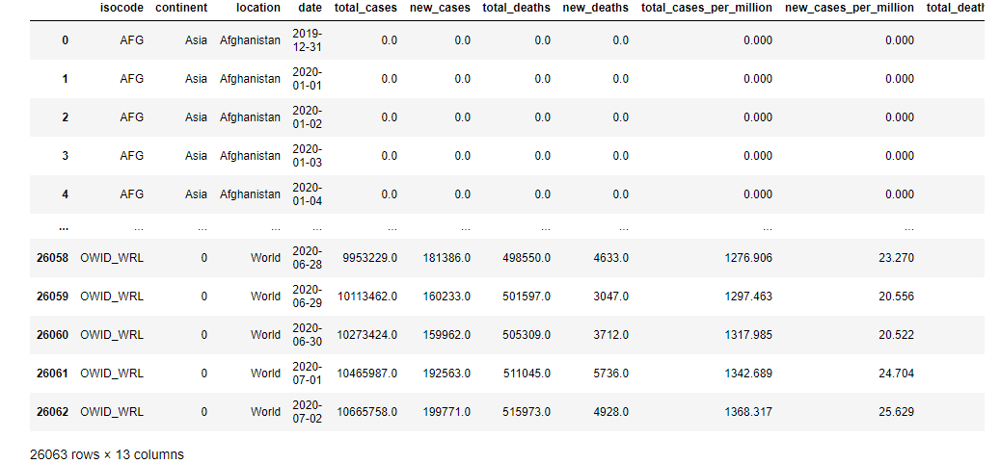 isocode continent location date total_cases new_cases total_deaths new_deaths total_cases_per_million new_cases_per_million total_death
0 AFG Asia Afghanistan 2019-12-31 0.0 0.0 0.0 0.0 0.000 0.000
1 AFG Asia Afghanistan 2020-01-01 0.0 0.0 0.0 0.0 0.000 0.000
2 AFG Asia Afghanistan 2020-01-02 0.0 0.0 0.0 0.0 0.000 0.000
3 AFG Asia Afghanistan 2020-01-03 0.0 0.0 0.0 0.0 0.000 0.000
4 AFG Asia Afghanistan 2020-01-04 0.0 0.0 0.0 0.0 0.000 0.000
... ... ... ... ... ... ... ... ... ... ...
26058 OWID_WRL 0 World 2020-06-28 9953229.0 181386.0 498550.0 4633.0 1276.906 23.270
26059 OWID_WRL 0 World 2020-06-29 10113462.0 160233.0 501597.0 3047.0 1297.463 20.556
26060 OWID_WRL 0 World 2020-06-30 10273424.0 159962.0 505309.0 3712.0 1317.985 20.522
26061 OWID_WRL 0 World 2020-07-01 10465987.0 192563.0 511045.0 5736.0 1342.689 24.704
26062 OWID_WRL 0 World 2020-07-02 10665758.0 199771.0 515973.0 4928.0 1368.317 25.629
26063 rows × 13 columns